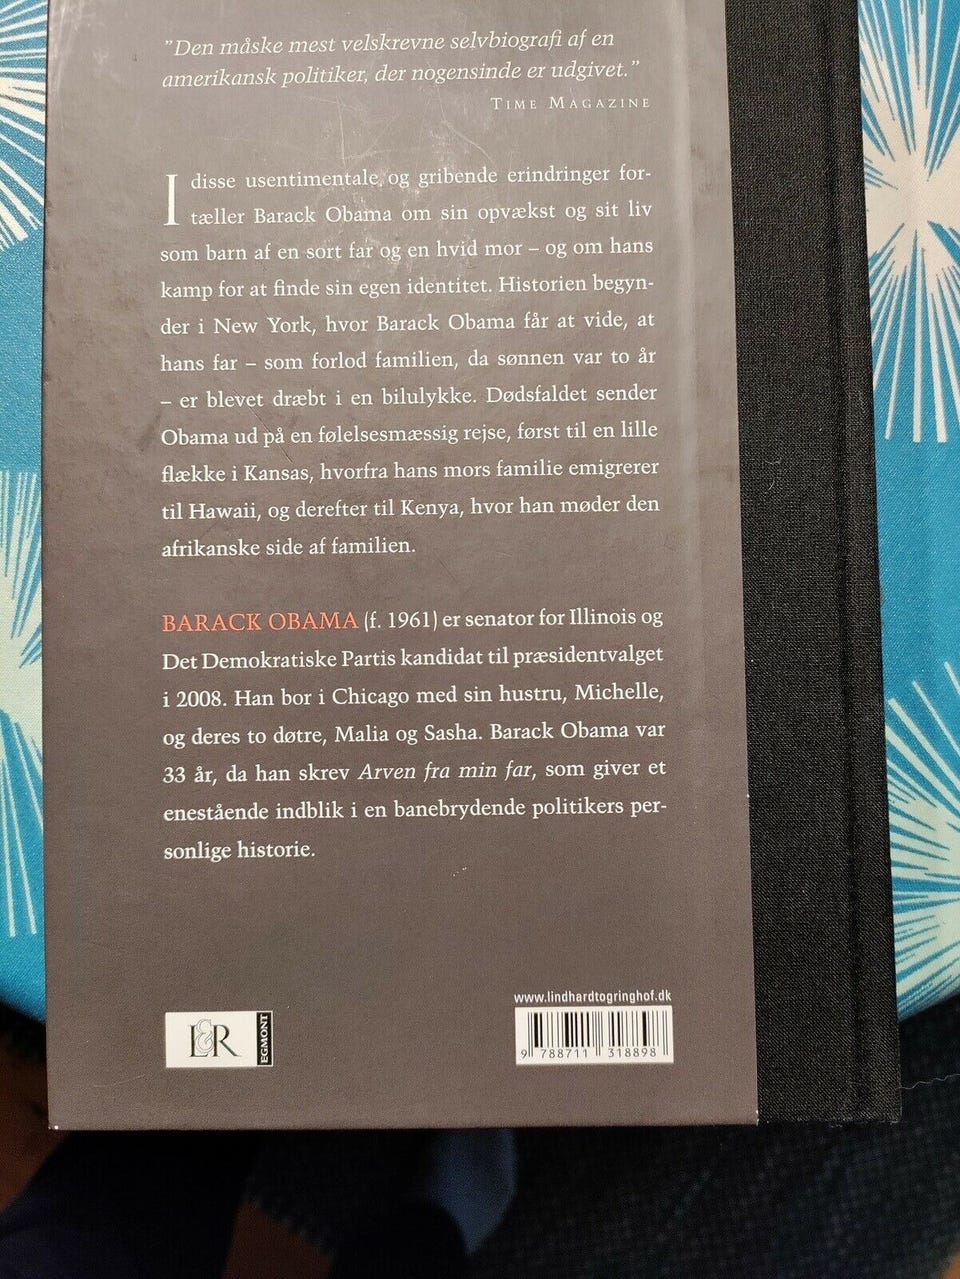 "Den måske mest velskrevne selvbiografi af en
amerikansk politiker, der nogensinde er udgivet."
TIME MAGAZINE
I disse usentimentale og gribende erindringer for-
tæller Barack Obama om sin opvækst og sit liv
som barn af en sort far og en hvid mor – og om hans
kamp for at finde sin egen identitet. Historien begyn-
der i New York, hvor Barack Obama får at vide, at
hans far – som forlod familien, da sønnen var to år
– er blevet dræbt i en bilulykke. Dødsfaldet sender
Obama ud på en følelsesmæssig rejse, først til en lille
flække i Kansas, hvorfra hans mors familie emigrerer
til Hawaii, og derefter til Kenya, hvor han møder den
afrikanske side af familien.
BARACK OBAMA (f. 1961) er senator for Illinois og
Det Demokratiske Partis kandidat til præsidentvalget
i 2008. Han bor i Chicago med sin hustru, Michelle,
og deres to døtre, Malia og Sasha. Barack Obama var
33 år, da han skrev Arven fra min far, som giver et
enestående indblik i en banebrydende politikers per-
sonlige historie.
www.lindhardtogringhof.dk
L&R EGMONT
9 788711 318898